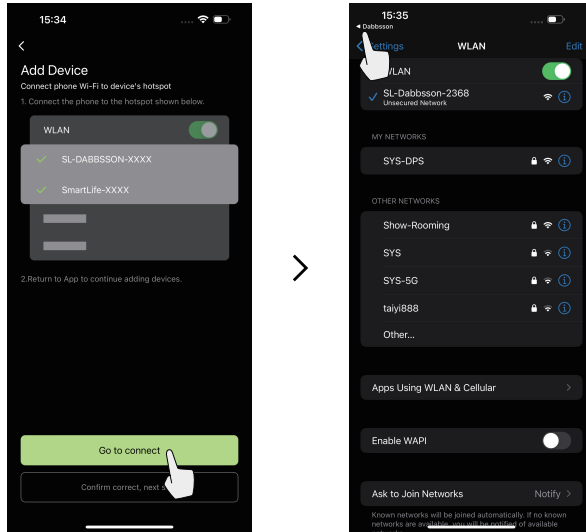 15:34
Add Device
Connect phone Wi-Fi to device's hotspot
1. Connect the phone to the hotspot shown below.
WLAN
SL-DABBSSON-XXXX
SmartLife-XXXX
2.Return to App to continue adding devices.
Go to connect
Confirm correct, next
15:35
Dabbsson
Settings
WLAN
Edit
WLAN
SL-Dabbsson-2368
Unsecured Network
MY NETWORKS
SYS-DPS
OTHER NETWORKS
Show-Rooming
SYS
SYS-5G
taiyi888
Other...
Apps Using WLAN & Cellular
Enable WAPI
Ask to Join Networks
Notify
Known networks will be joined automatically. If no known
networks are available, you will be notified of available